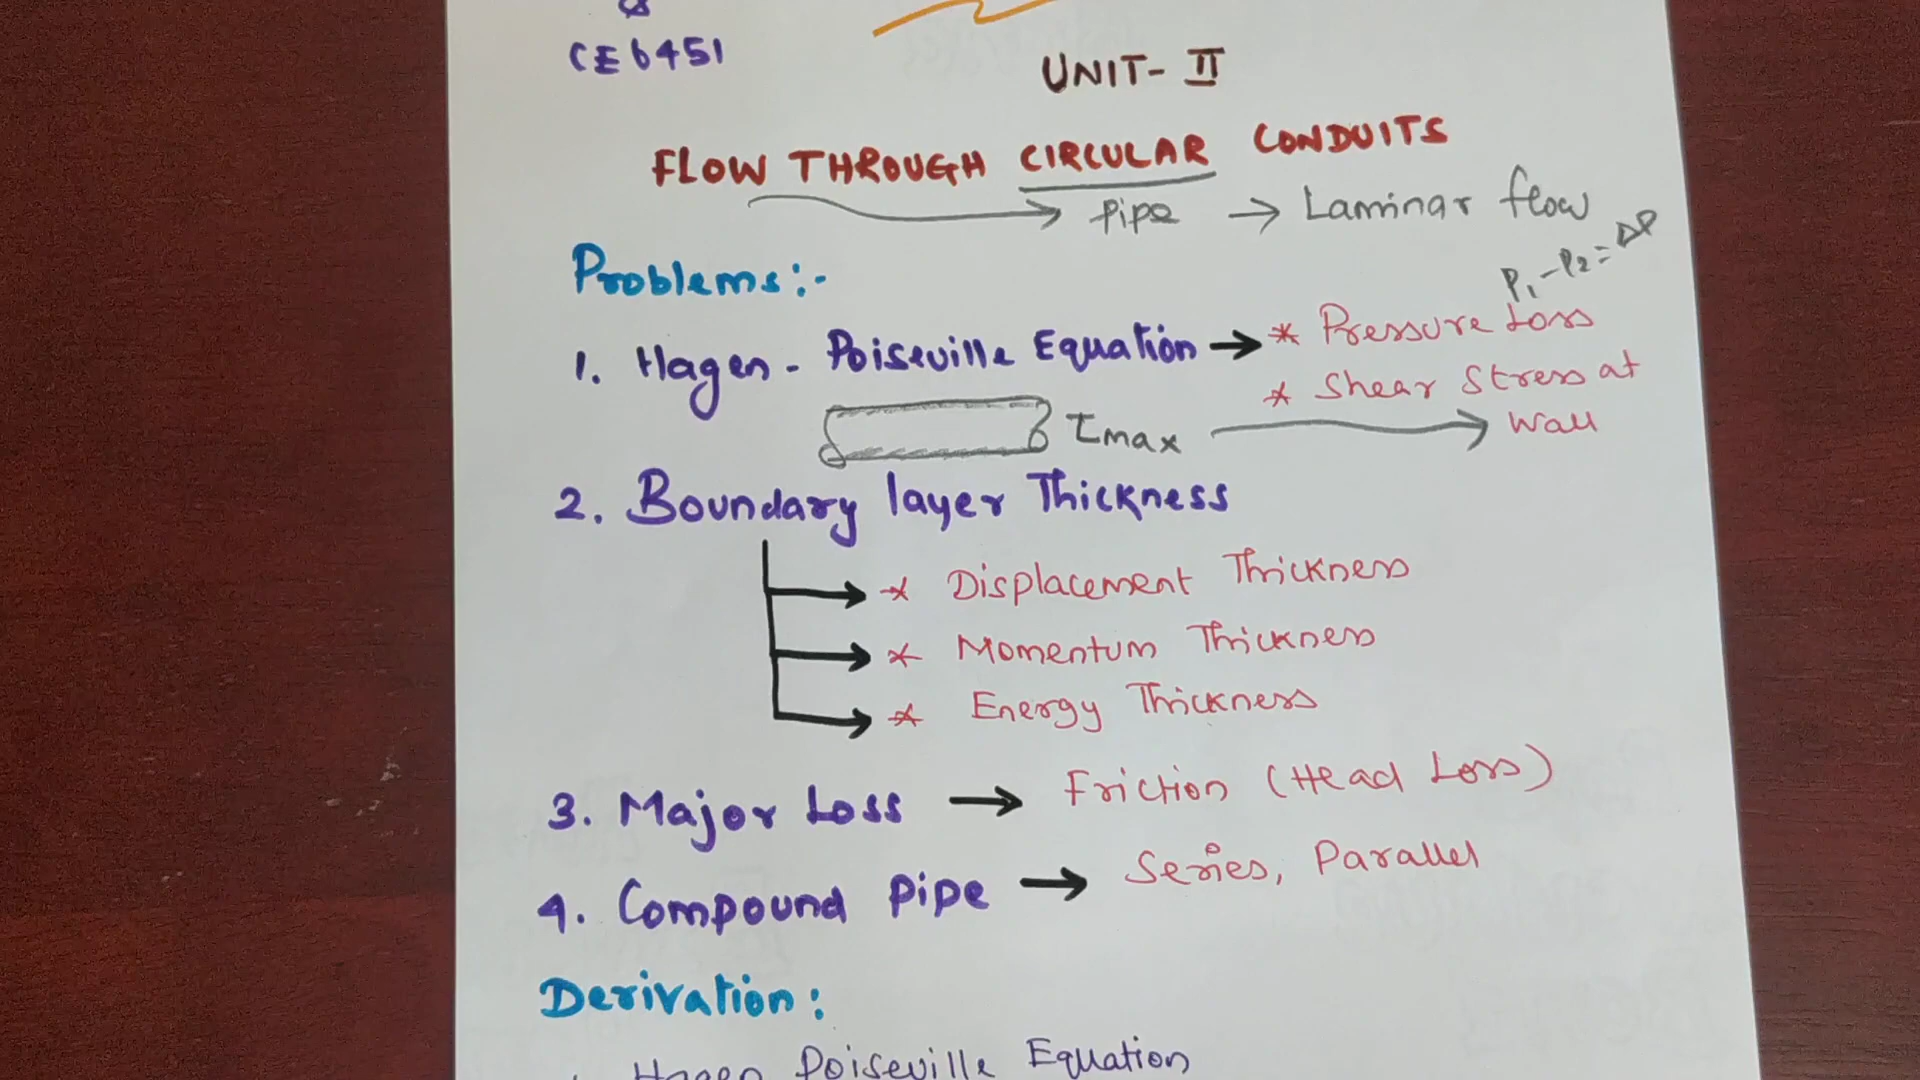 & CE6451
UNIT- II
FLOW THROUGH CIRCULAR CONDUITS
→ Pipe → Laminar flow
Problems:-
P1 - P2 = ΔP
1. Hagen - Poiseville Equation → * Pressure Loss
* Shear Stress at Wall
τmax →
2. Boundary layer Thickness
→ * Displacement Thickness
→ * Momentum Thickness
→ * Energy Thickness
3. Major Loss → Friction (Head Loss)
4. Compound Pipe → Series, Parallel
Derivation:
Hagen Poiseville Equation